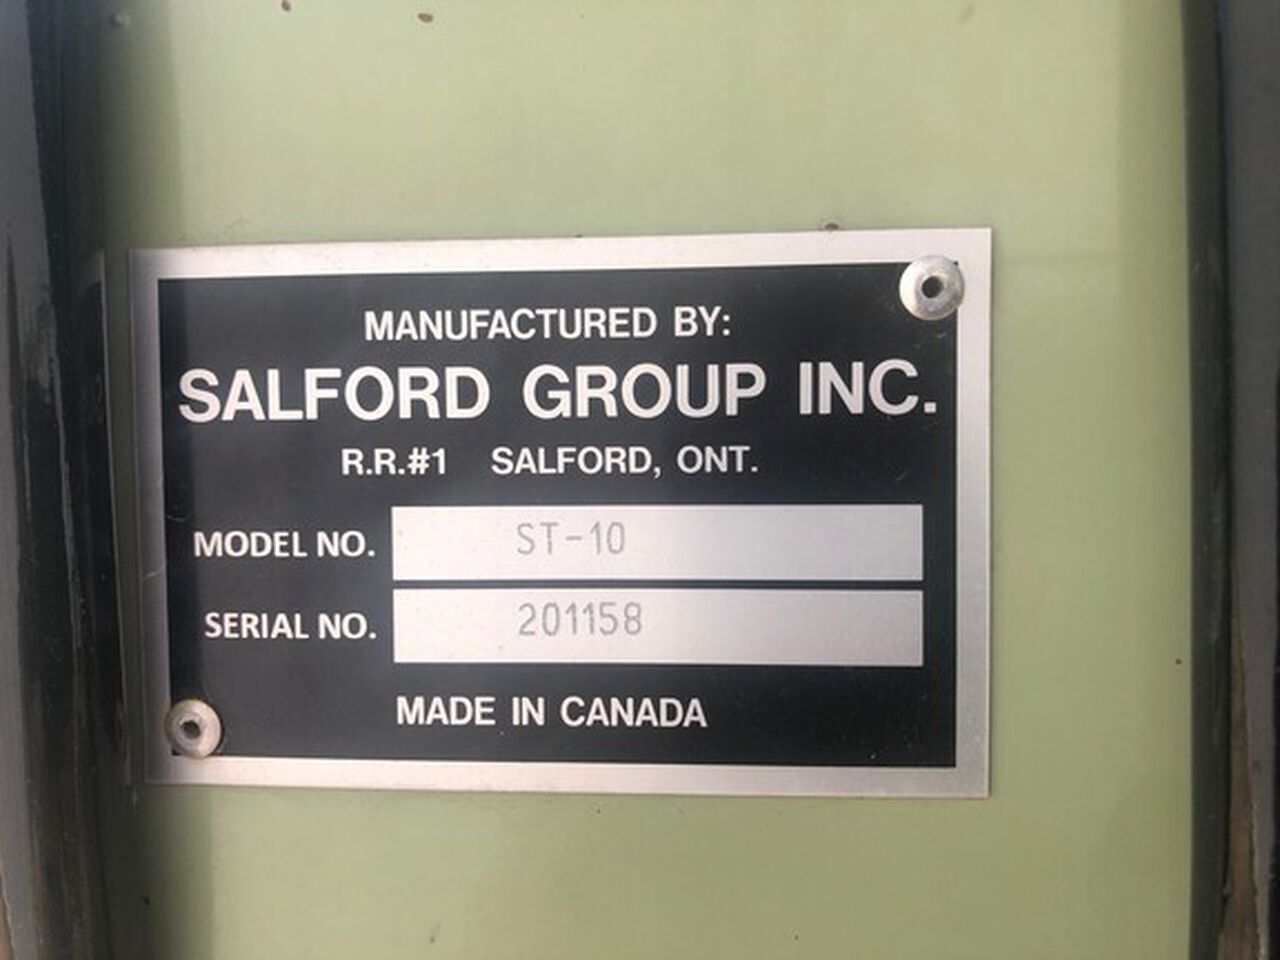 MANUFACTURED BY:
SALFORD GROUP INC.
R.R.#1 SALFORD, ONT.
MODEL NO. ST-10
SERIAL NO. 201158
MADE IN CANADA